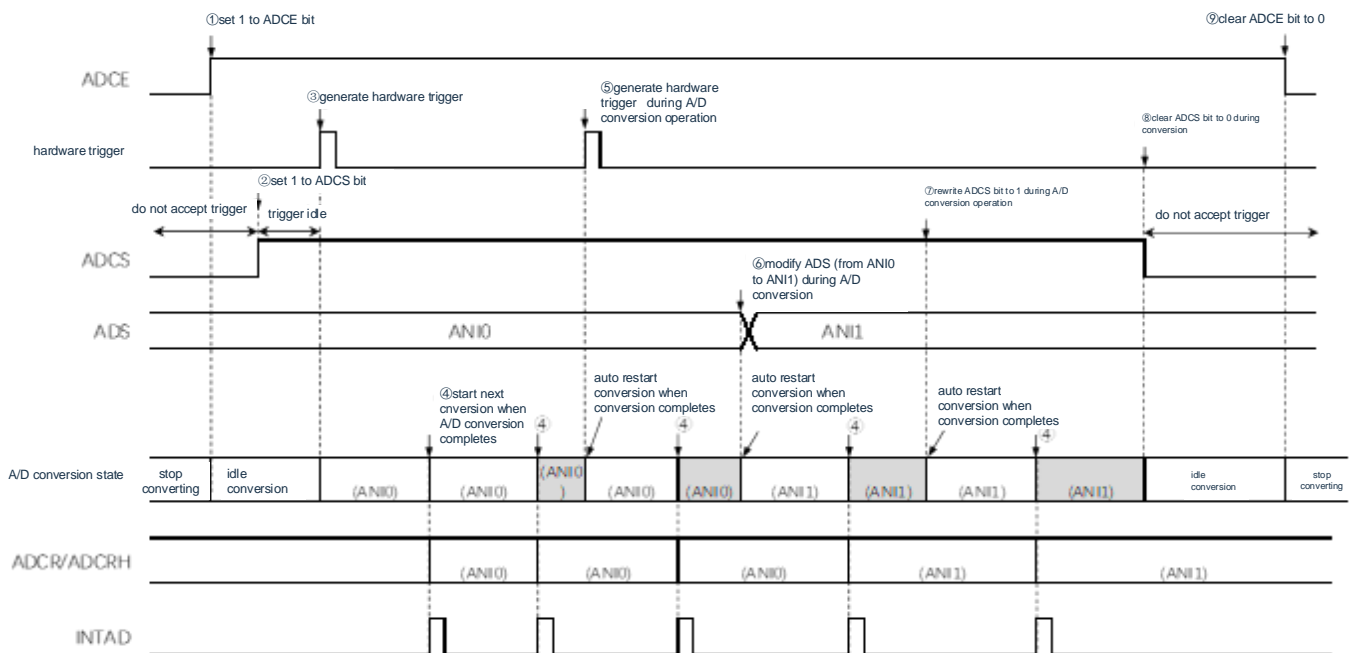 ①set 1 to ADCE bit
⑨clear ADCE bit to 0
ADCE
③generate hardware trigger
⑤generate hardware
trigger during A/D
conversion operation
⑧clear ADCS bit to 0 during
conversion
hardware trigger
②set 1 to ADCS bit
⑦rewrite ADCS bit to 1 during A/D
conversion operation
do not accept trigger
trigger idle
do not accept trigger
ADCS
⑥modify ADS (from ANI0
to ANI1) during A/D
conversion
ADS
ANI0
ANI1
④start next
cnversion when
A/D conversion
completes
④
auto restart
conversion when
conversion completes
④
auto restart
conversion when
conversion completes
④
auto restart
conversion when
conversion completes
④
A/D conversion state
stop
converting
idle
conversion
(ANI0)
(ANI0)
(ANI0
)
(ANI0)
(ANI0)
(ANI1)
(ANI1)
(ANI1)
(ANI1)
idle
conversion
stop
converting
ADCR/ADCRH
(ANI0)
(ANI0)
(ANI0)
(ANI1)
(ANI1)
INTAD